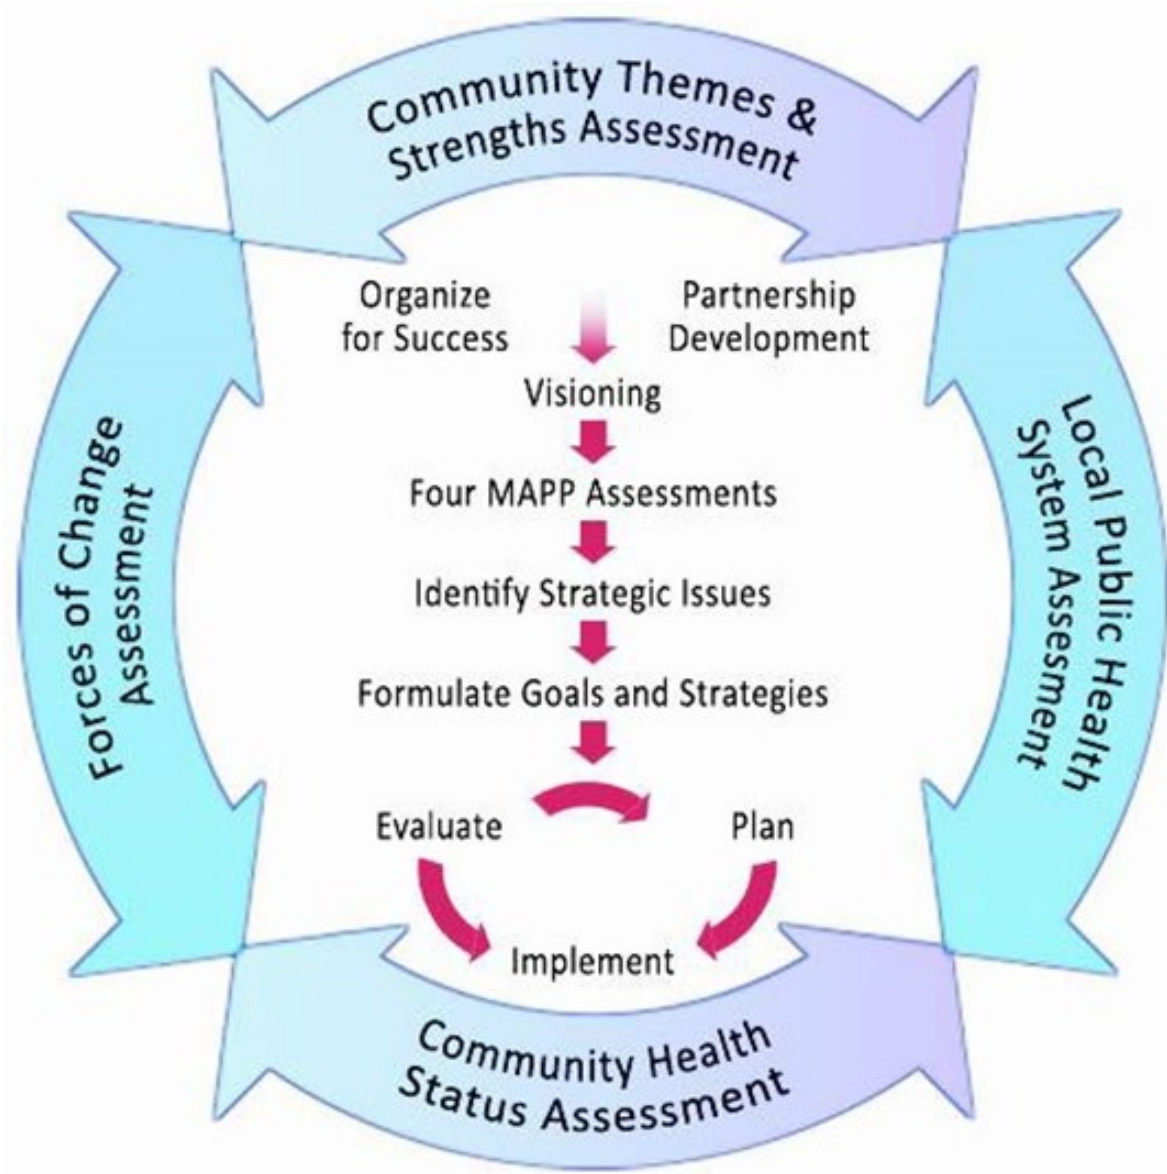 Community Themes &
Strengths Assessment
Organize
for Success
Partnership
Development
Visioning
Four MAPP Assessments
Identify Strategic Issues
Formulate Goals and Strategies
Evaluate
Plan
Implement
Forces of Change
Assessment
Local Public Health
System Assessment
Community Health
Status Assessment